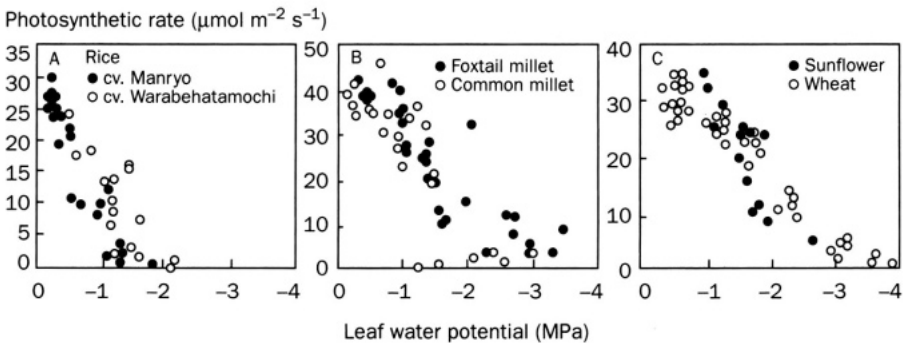 Photosynthetic rate (μmol m⁻² s⁻¹)
35
30
25
20
15
10
5
0
A
Rice
● cv. Manryo
○ cv. Warabehatamochi
0 −1 −2 −3 −4
50
40
30
20
10
0
B
● Foxtail millet
○ Common millet
0 −1 −2 −3 −4
40
30
20
10
0
C
● Sunflower
○ Wheat
0 −1 −2 −3 −4
Leaf water potential (MPa)